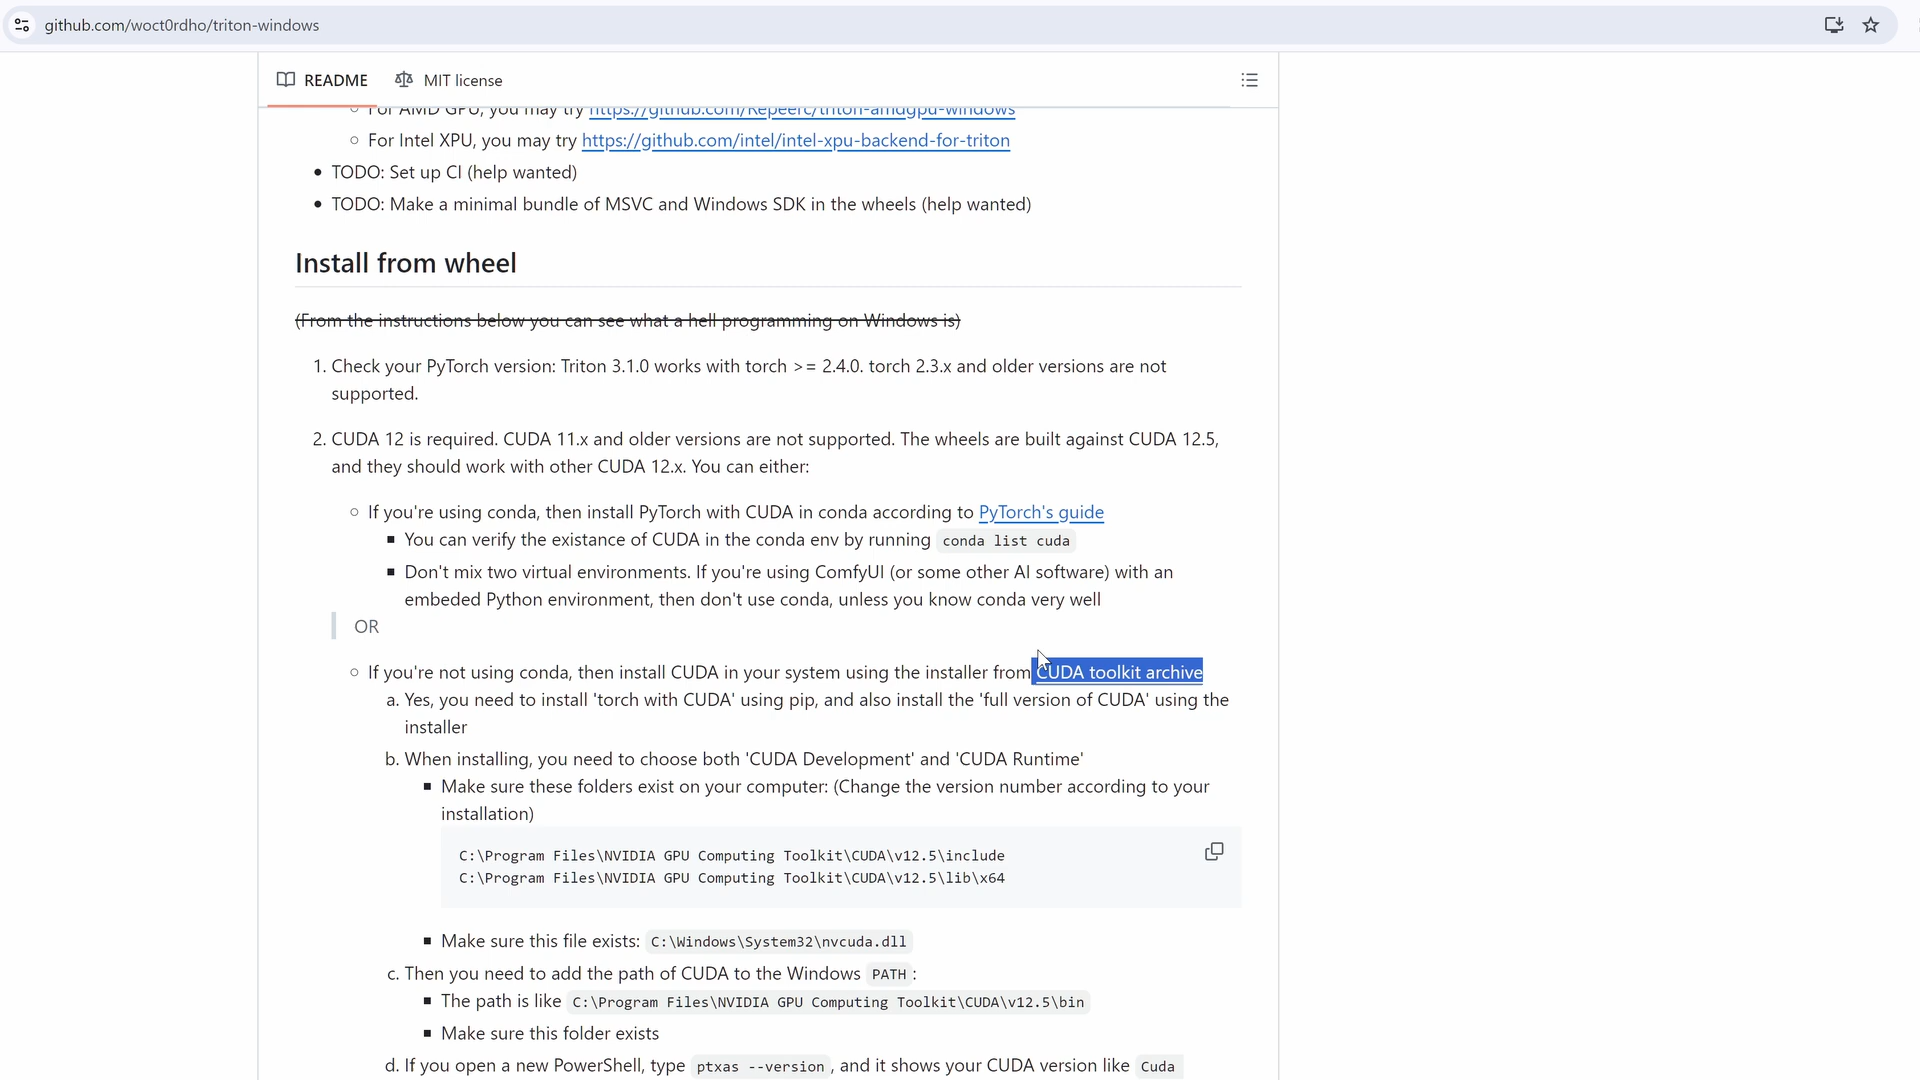 github.com/woct0rdho/triton-windows
README MIT license
For AMD GPU, you may try https://github.com/Repeerc/triton-amdgpu-windows
For Intel XPU, you may try https://github.com/intel/intel-xpu-backend-for-triton
TODO: Set up CI (help wanted)
TODO: Make a minimal bundle of MSVC and Windows SDK in the wheels (help wanted)
Install from wheel
(From the instructions below you can see what a hell programming on Windows is)
1. Check your PyTorch version: Triton 3.1.0 works with torch >= 2.4.0. torch 2.3.x and older versions are not
supported.
2. CUDA 12 is required. CUDA 11.x and older versions are not supported. The wheels are built against CUDA 12.5,
and they should work with other CUDA 12.x. You can either:
If you're using conda, then install PyTorch with CUDA in conda according to PyTorch's guide
You can verify the existance of CUDA in the conda env by running conda list cuda
Don't mix two virtual environments. If you're using ComfyUI (or some other AI software) with an
embeded Python environment, then don't use conda, unless you know conda very well
OR
If you're not using conda, then install CUDA in your system using the installer from CUDA toolkit archive
a. Yes, you need to install 'torch with CUDA' using pip, and also install the 'full version of CUDA' using the
installer
b. When installing, you need to choose both 'CUDA Development' and 'CUDA Runtime'
Make sure these folders exist on your computer: (Change the version number according to your
installation)
C:\Program Files\NVIDIA GPU Computing Toolkit\CUDA\v12.5\include
C:\Program Files\NVIDIA GPU Computing Toolkit\CUDA\v12.5\lib\x64
Make sure this file exists: C:\Windows\System32\nvcuda.dll
c. Then you need to add the path of CUDA to the Windows PATH :
The path is like C:\Program Files\NVIDIA GPU Computing Toolkit\CUDA\v12.5\bin
Make sure this folder exists
d. If you open a new PowerShell, type ptxas --version , and it shows your CUDA version like Cuda